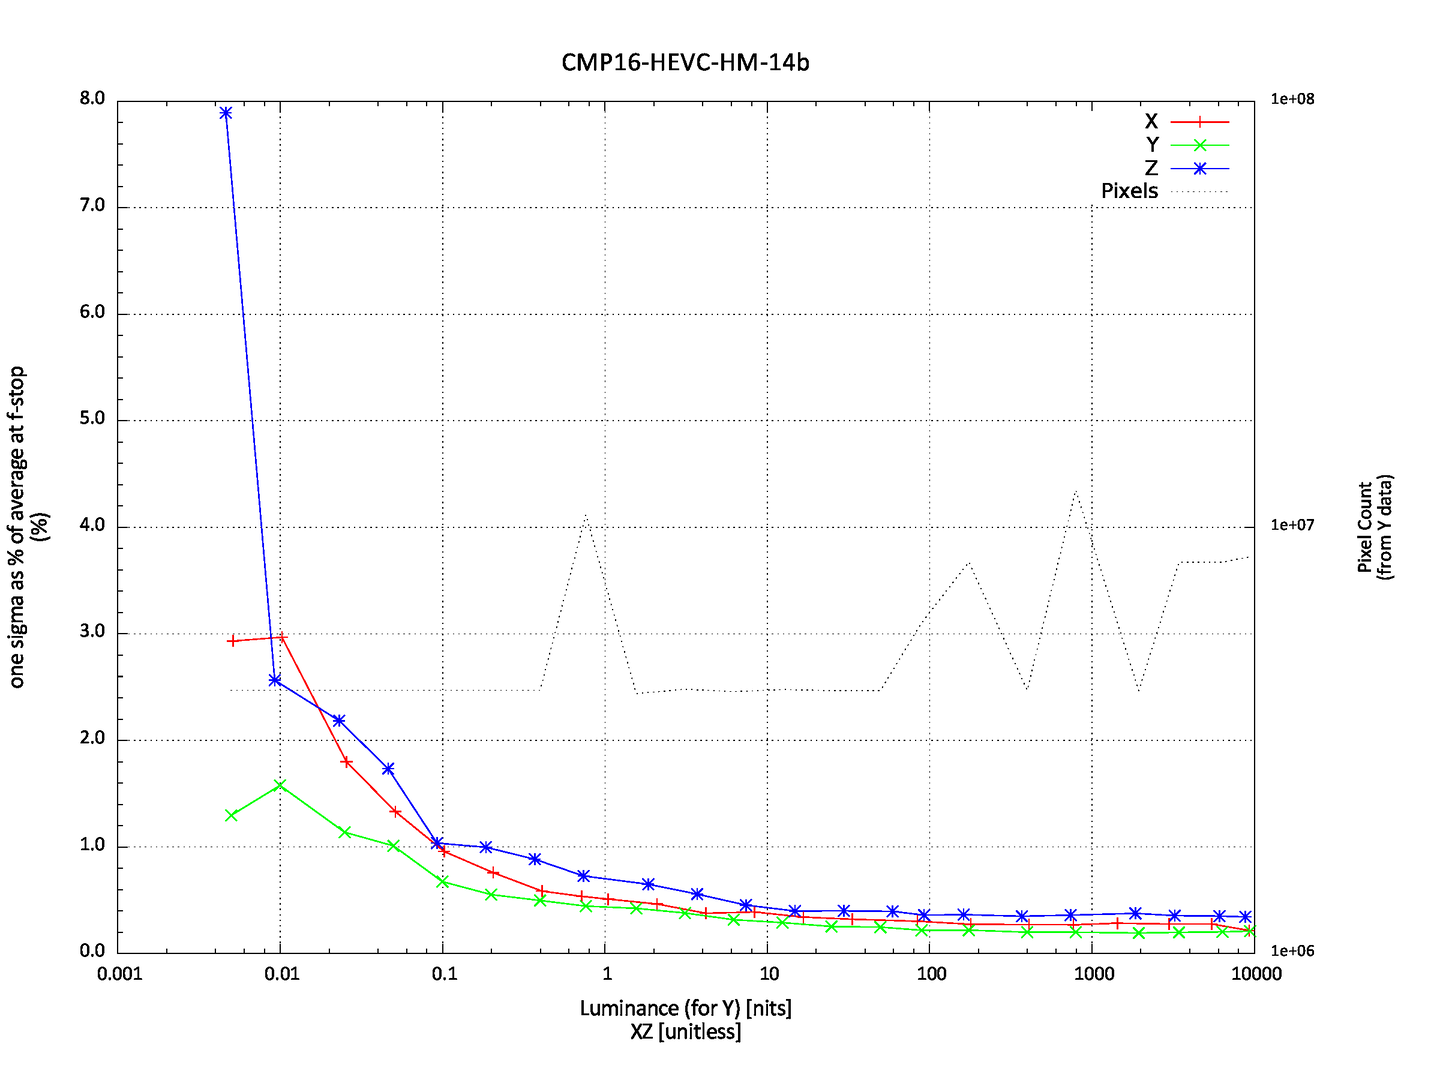 CMP16-HEVC-HM-14b
8.0
7.0
6.0
5.0
4.0
3.0
2.0
1.0
0.0
one sigma as % of average at f-stop
(%)
X
Y
Z
Pixels
1e+08
1e+07
1e+06
Pixel Count
(from Y data)
0.001 0.01 0.1 1 10 100 1000 10000
Luminance (for Y) [nits]
XZ [unitless]